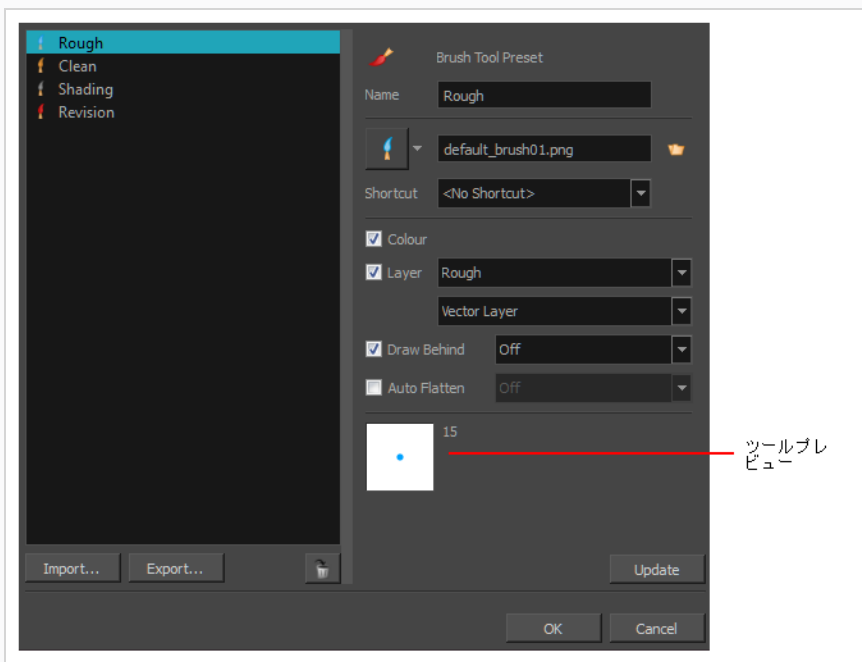 Rough
Clean
Shading
Revision
Import...
Export...
Brush Tool Preset
Name
Rough
default_brush01.png
Shortcut
<No Shortcut>
Colour
Layer
Rough
Vector Layer
Draw Behind
Off
Auto Flatten
Off
15
ツールプレ
ビュー
Update
OK
Cancel